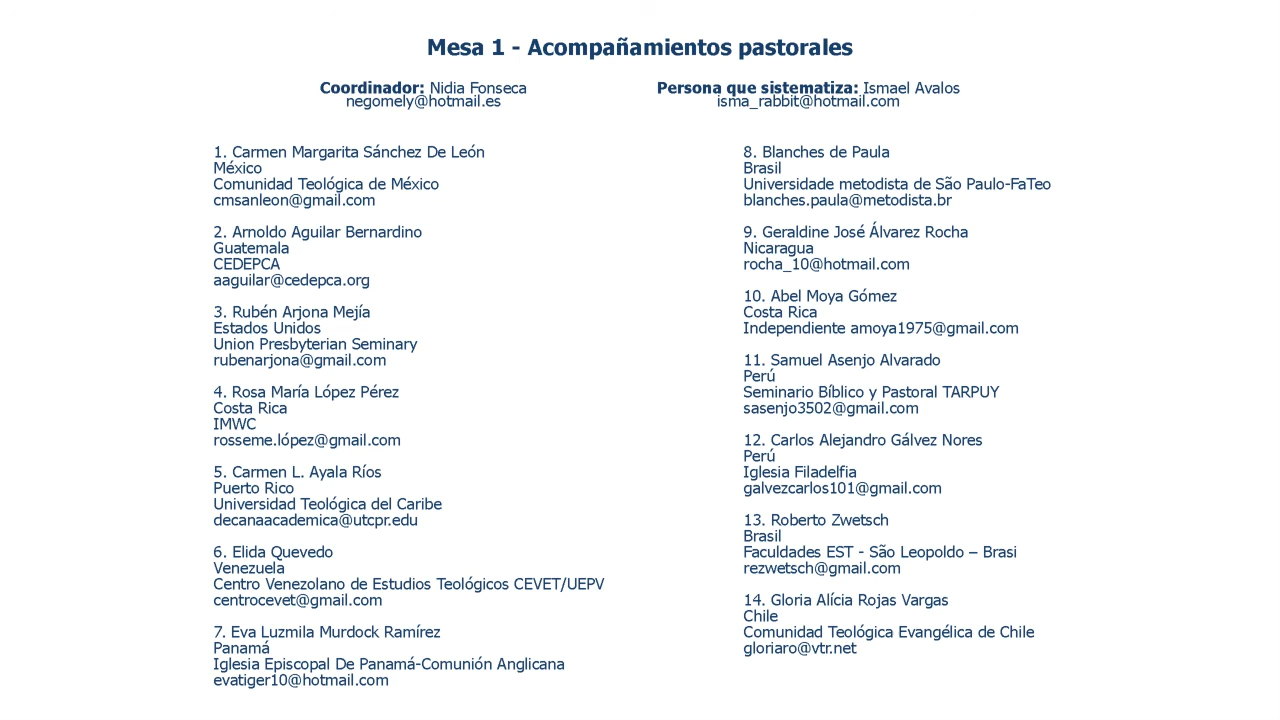 Mesa 1 - Acompañamientos pastorales
Coordinador: Nidia Fonseca
negomely@hotmail.es
Persona que sistematiza: Ismael Avalos
isma_rabbit@hotmail.com
1. Carmen Margarita Sánchez De León
México
Comunidad Teológica de México
cmsanleon@gmail.com
2. Arnoldo Aguilar Bernardino
Guatemala
CEDEPCA
aaguilar@cedepca.org
3. Rubén Arjona Mejía
Estados Unidos
Union Presbyterian Seminary
rubenarjona@gmail.com
4. Rosa María López Pérez
Costa Rica
IMWC
rosseme.lópez@gmail.com
5. Carmen L. Ayala Ríos
Puerto Rico
Universidad Teológica del Caribe
decanaacademica@utcpr.edu
6. Elida Quevedo
Venezuela
Centro Venezolano de Estudios Teológicos CEVET/UEPV
centrocevet@gmail.com
7. Eva Luzmila Murdock Ramírez
Panamá
Iglesia Episcopal De Panamá-Comunión Anglicana
evatiger10@hotmail.com
8. Blanches de Paula
Brasil
Universidade metodista de São Paulo-FaTeo
blanches.paula@metodista.br
9. Geraldine José Álvarez Rocha
Nicaragua
rocha_10@hotmail.com
10. Abel Moya Gómez
Costa Rica
Independiente amoya1975@gmail.com
11. Samuel Asenjo Alvarado
Perú
Seminario Bíblico y Pastoral TARPUY
sasenjo3502@gmail.com
12. Carlos Alejandro Gálvez Nores
Perú
Iglesia Filadelfia
galvezcarlos101@gmail.com
13. Roberto Zwetsch
Brasil
Faculdades EST - São Leopoldo – Brasi
rezwetsch@gmail.com
14. Gloria Alícia Rojas Vargas
Chile
Comunidad Teológica Evangélica de Chile
gloriaro@vtr.net